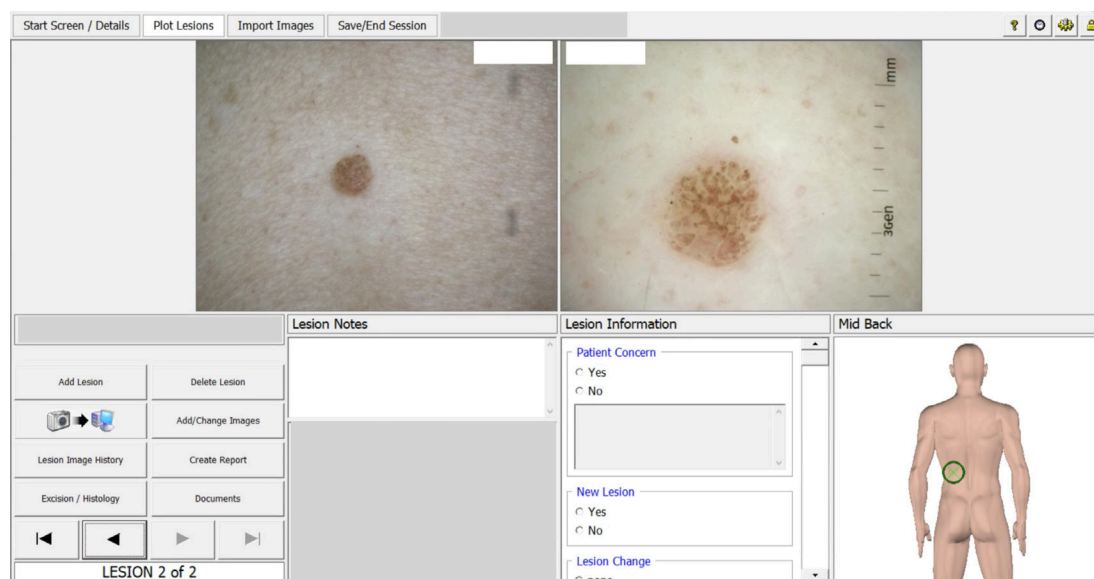 Start Screen / Details
Plot Lesions
Import Images
Save/End Session
?
mm
3Gen
Lesion Notes
Lesion Information
Mid Back
Add Lesion
Delete Lesion
Add/Change Images
Lesion Image History
Create Report
Excision / Histology
Documents
LESION 2 of 2
Patient Concern
Yes
No
New Lesion
Yes
No
Lesion Change
none